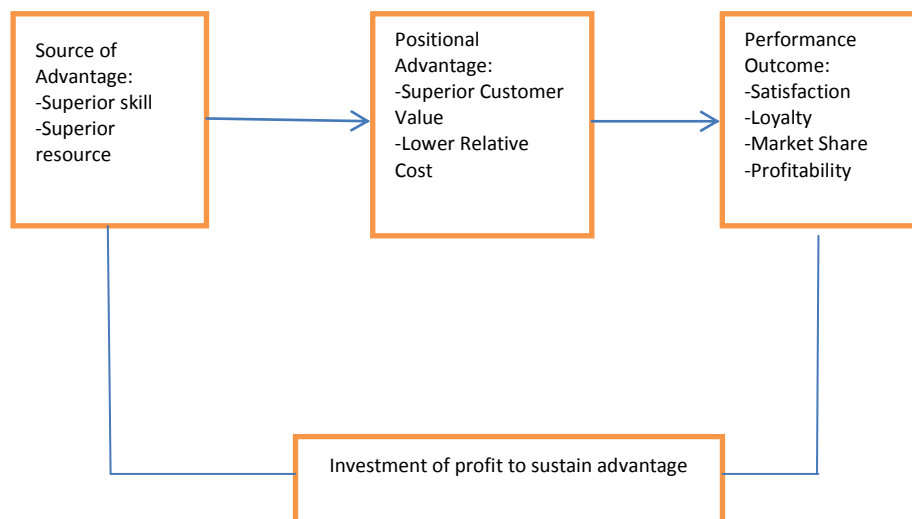 Source of
Advantage:
-Superior skill
-Superior
resource
Positional
Advantage:
-Superior Customer
Value
-Lower Relative
Cost
Performance
Outcome:
-Satisfaction
-Loyalty
-Market Share
-Profitability
Investment of profit to sustain advantage